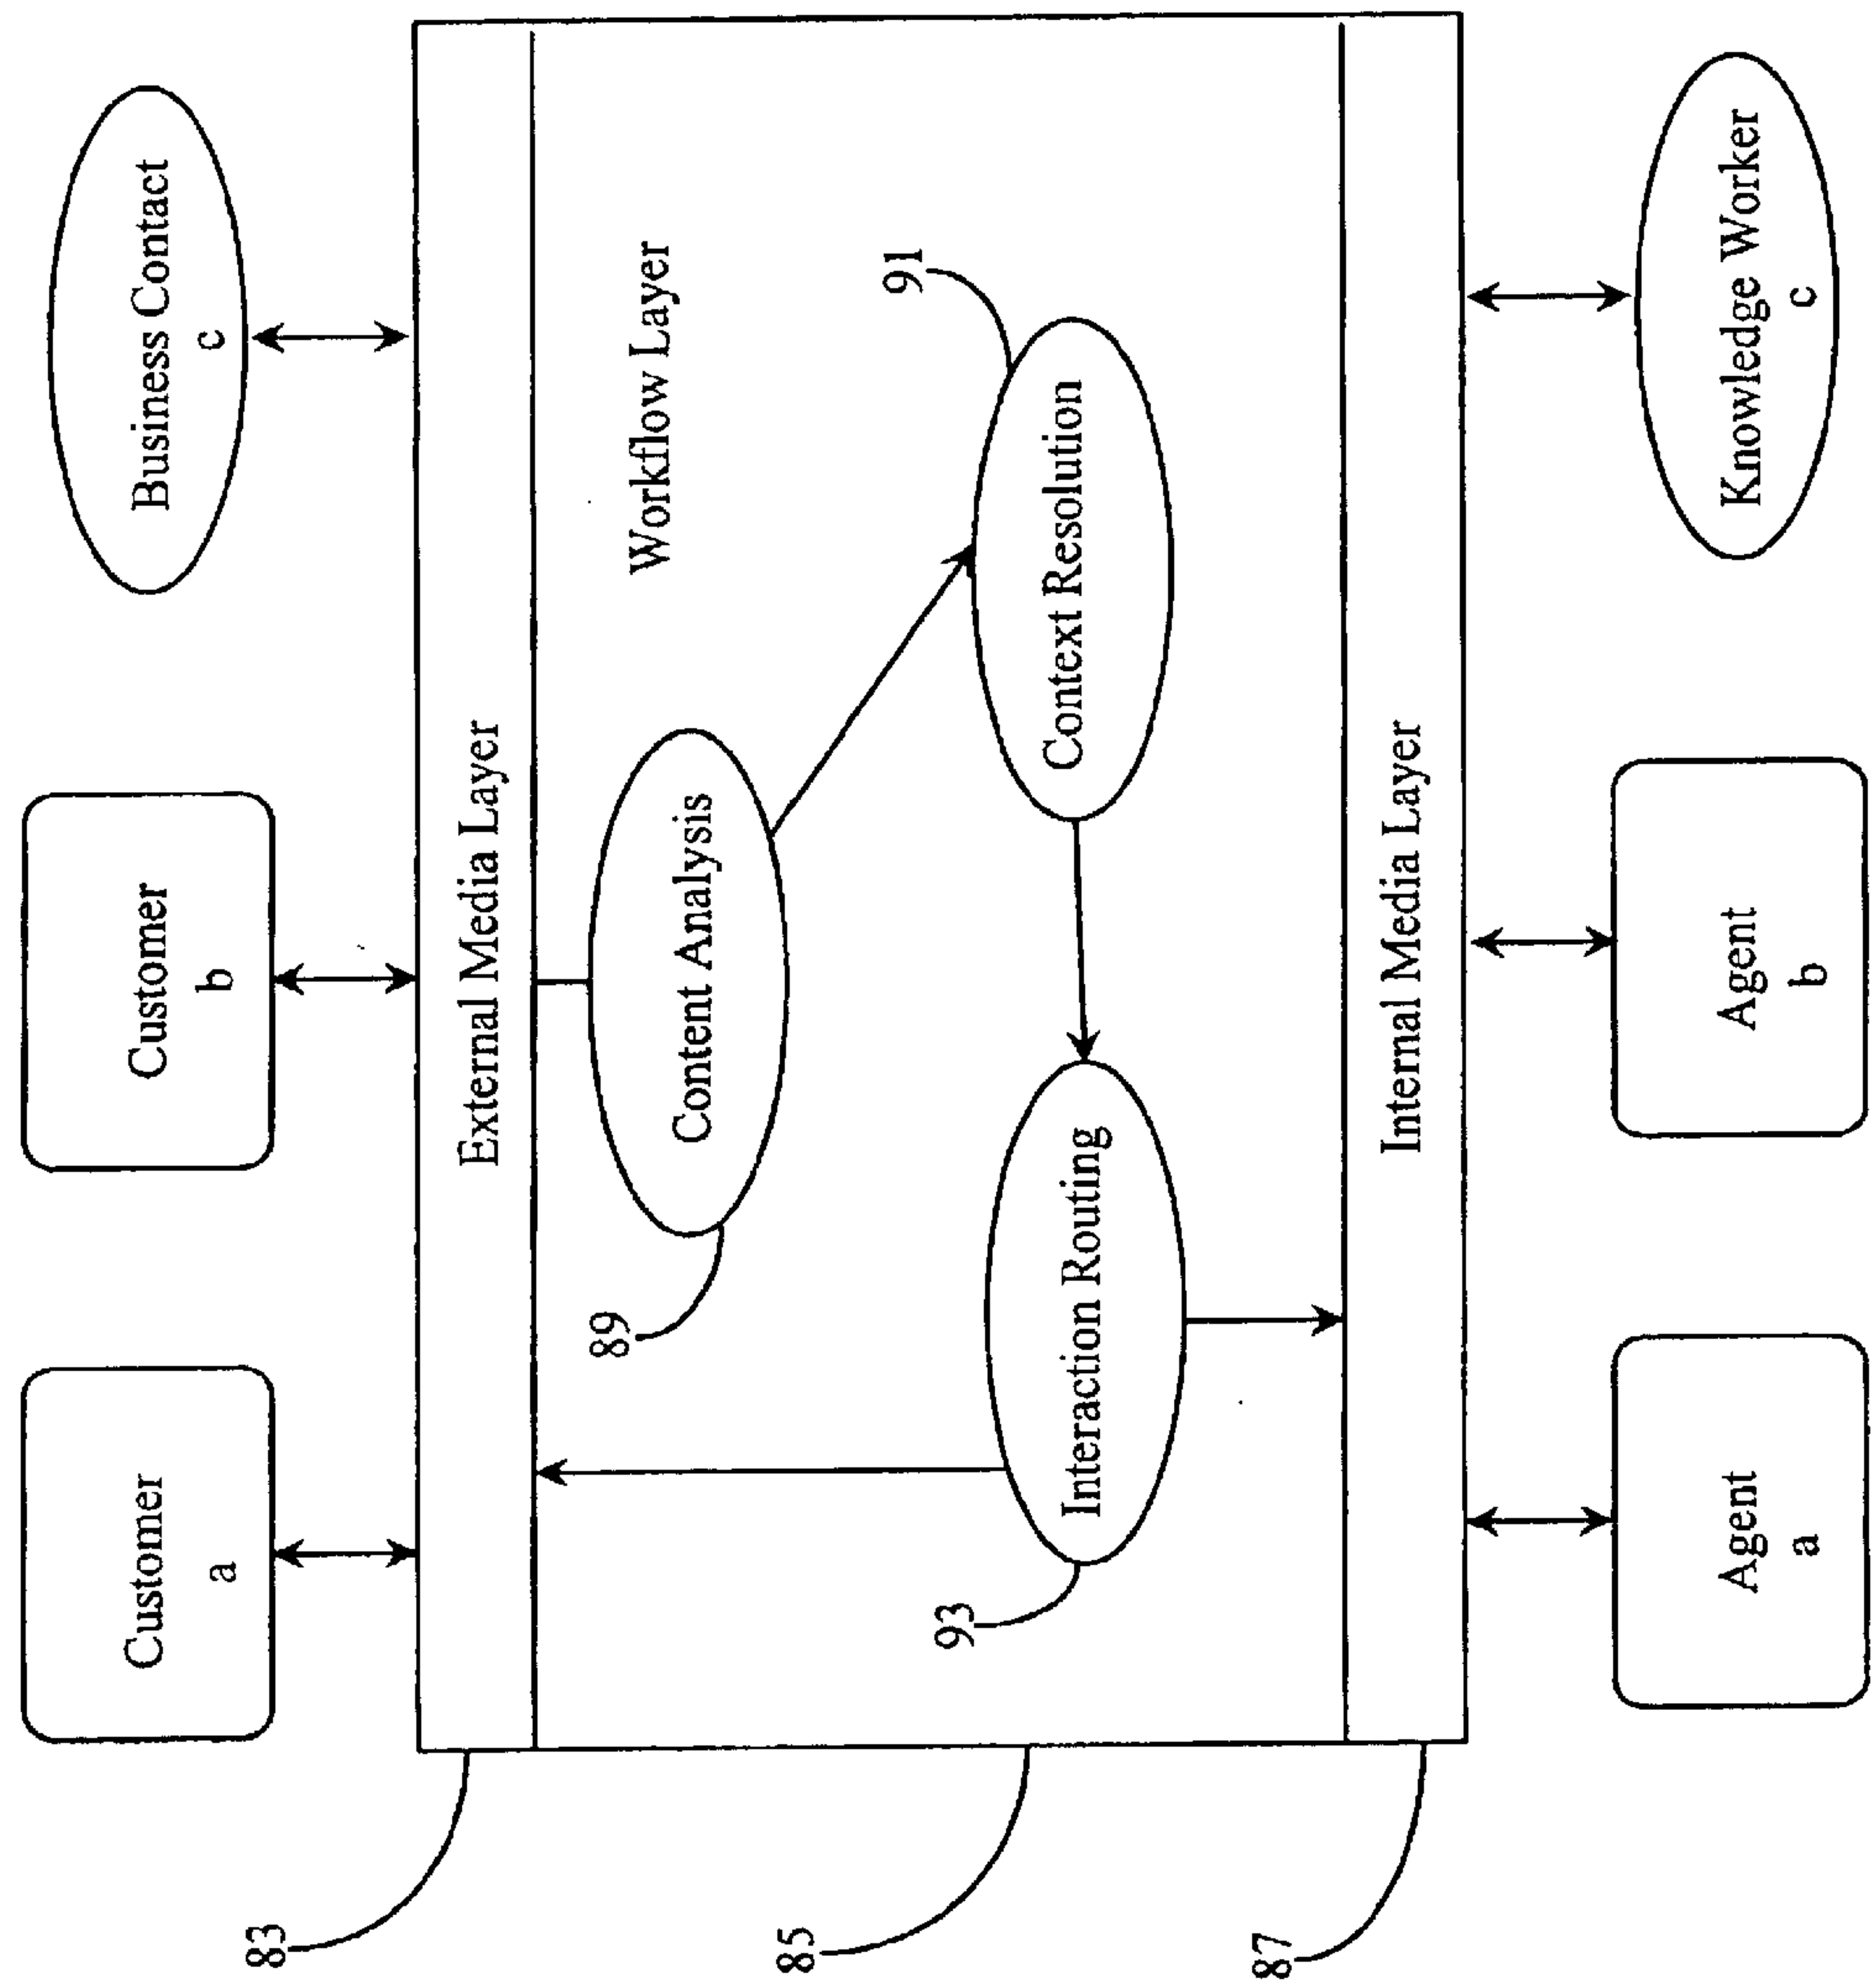 Customer
a
Customer
b
Business Contact
c
83
External Media Layer
Workflow Layer
89
Content Analysis
85
91
93
Interaction Routing
Context Resolution
87
Internal Media Layer
Agent
a
Agent
b
Knowledge Worker
c